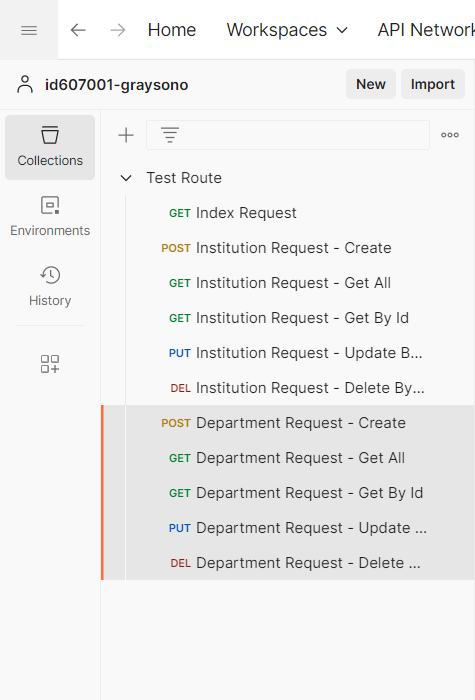 Home Workspaces API Network
id607001-graysono New Import
Collections
Environments
History
Test Route
GET Index Request
POST Institution Request - Create
GET Institution Request - Get All
GET Institution Request - Get By Id
PUT Institution Request - Update B...
DEL Institution Request - Delete By...
POST Department Request - Create
GET Department Request - Get All
GET Department Request - Get By Id
PUT Department Request - Update ...
DEL Department Request - Delete ...